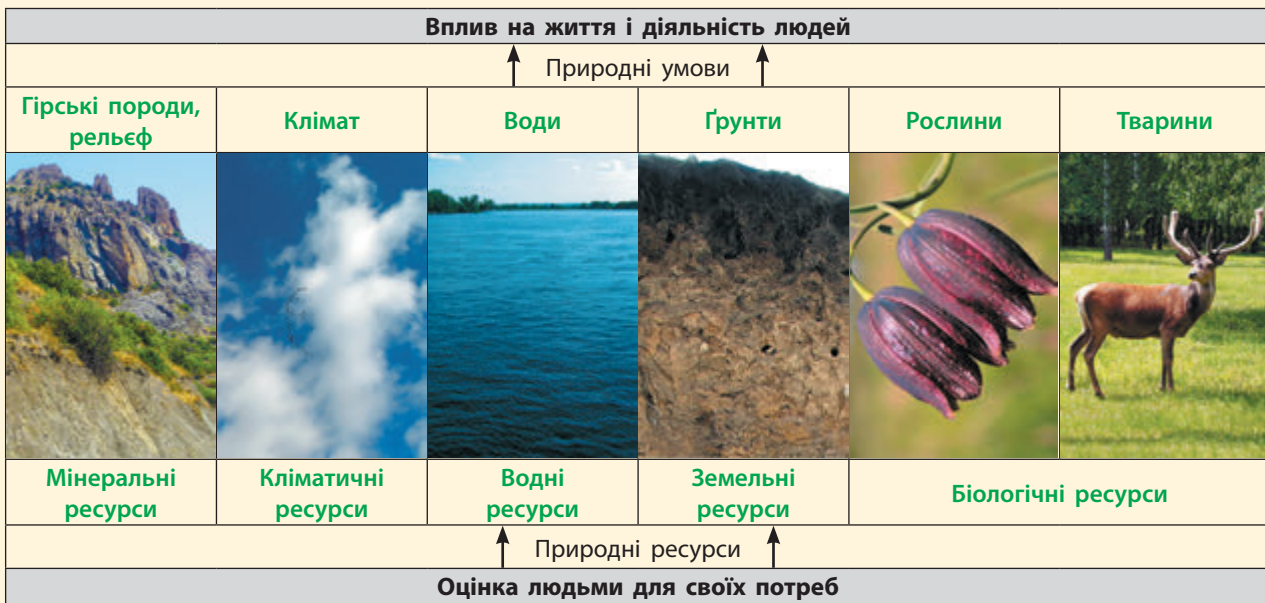 Вплив на життя і діяльність людей
Природні умови
Гірські породи,
рельєф
Клімат
Води
Ґрунти
Рослини
Тварини
Мінеральні
ресурси
Кліматичні
ресурси
Водні
ресурси
Земельні
ресурси
Біологічні ресурси
Природні ресурси
Оцінка людьми для своїх потреб